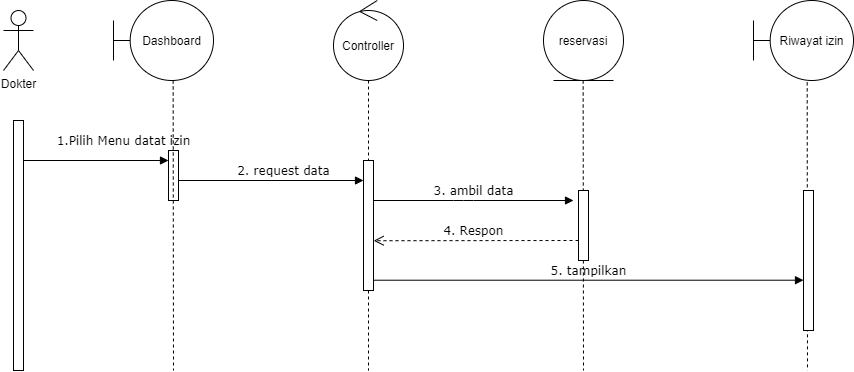 Dashboard
Controller
reservasi
Riwayat izin
Dokter
1.Pilih Menu datat izin
2. request data
3. ambil data
4. Respon
5. tampilkan